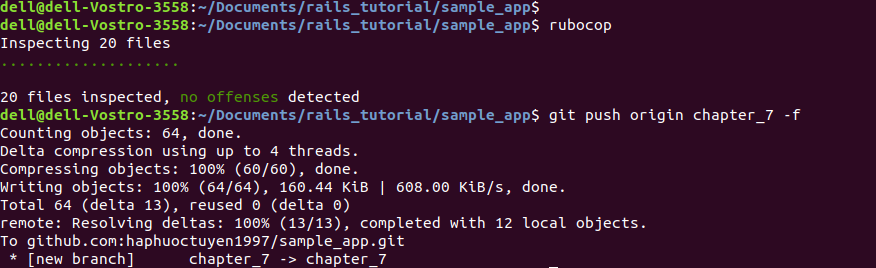 dell@dell-Vostro-3558:~/Documents/rails_tutorial/sample_app$
dell@dell-Vostro-3558:~/Documents/rails_tutorial/sample_app$ rubocop
Inspecting 20 files
....................
20 files inspected, no offenses detected
dell@dell-Vostro-3558:~/Documents/rails_tutorial/sample_app$ git push origin chapter_7 -f
Counting objects: 64, done.
Delta compression using up to 4 threads.
Compressing objects: 100% (60/60), done.
Writing objects: 100% (64/64), 160.44 KiB | 608.00 KiB/s, done.
Total 64 (delta 13), reused 0 (delta 0)
remote: Resolving deltas: 100% (13/13), completed with 12 local objects.
To github.com:haphuoctuyen1997/sample_app.git
 * [new branch]      chapter_7 -> chapter_7